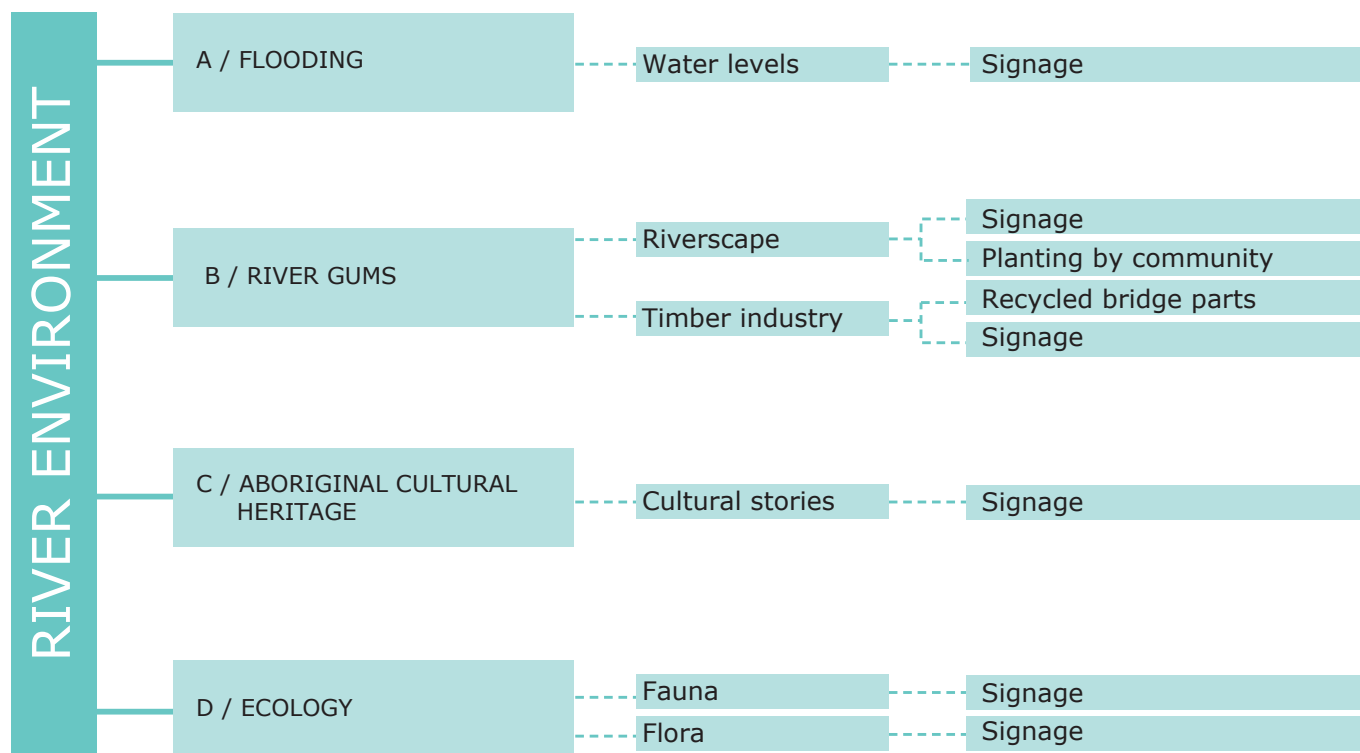 RIVER ENVIRONMENT
A / FLOODING
Water levels
Signage
B / RIVER GUMS
Riverscape
Signage
Planting by community
Timber industry
Recycled bridge parts
Signage
C / ABORIGINAL CULTURAL
HERITAGE
Cultural stories
Signage
D / ECOLOGY
Fauna
Signage
Flora
Signage